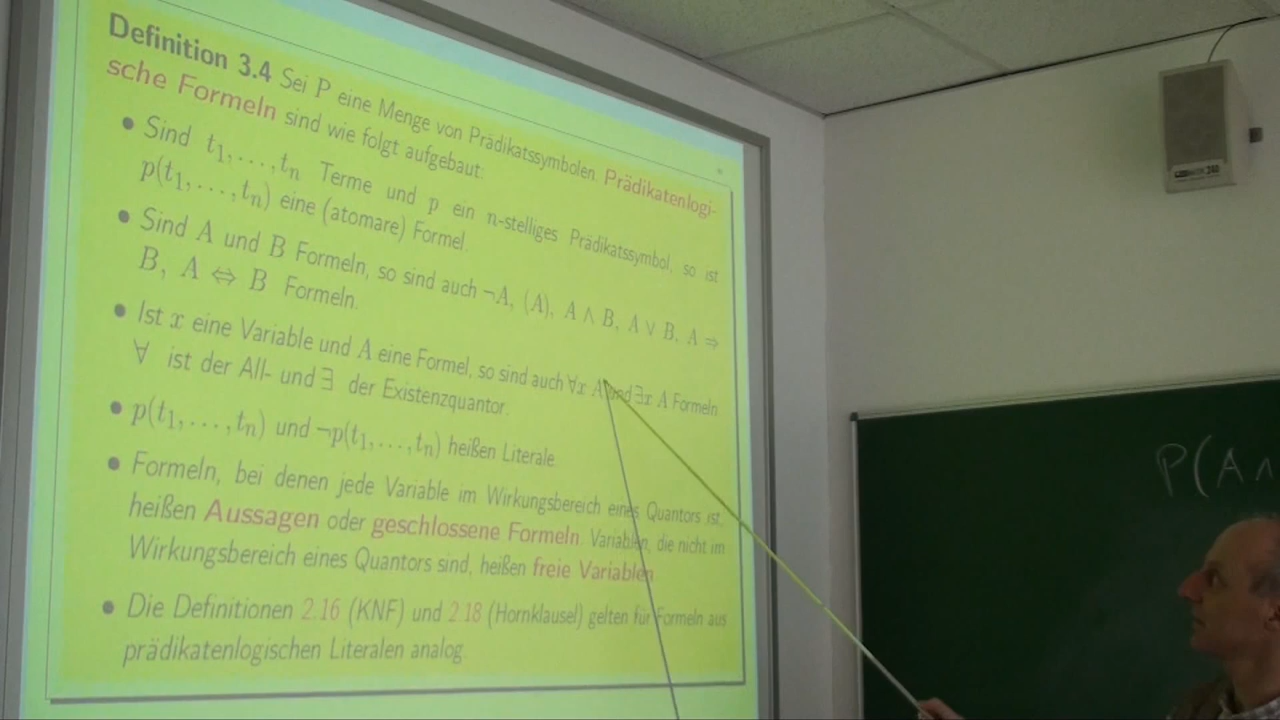 Definition 3.4 Sei P eine Menge von Prädikatssymbolen. Prädikatenlogi-
sche Formeln sind wie folgt aufgebaut:
• Sind t₁, . . . , tₙ Terme und p ein n-stelliges Prädikatssymbol, so ist
p(t₁, . . . , tₙ) eine (atomare) Formel.
• Sind A und B Formeln, so sind auch ¬A, (A), A ∧ B, A ∨ B, A ⇒
B, A ⇔ B Formeln.
• Ist x eine Variable und A eine Formel, so sind auch ∀x A und ∃x A Formeln
∀ ist der All- und ∃ der Existenzquantor.
• p(t₁, . . . , tₙ) und ¬p(t₁, . . . , tₙ) heißen Literale.
• Formeln, bei denen jede Variable im Wirkungsbereich eines Quantors ist,
heißen Aussagen oder geschlossene Formeln. Variablen, die nicht im
Wirkungsbereich eines Quantors sind, heißen freie Variablen.
• Die Definitionen 2.16 (KNF) und 2.18 (Hornklausel) gelten für Formeln aus
prädikatenlogischen Literalen analog.
P(A ∧